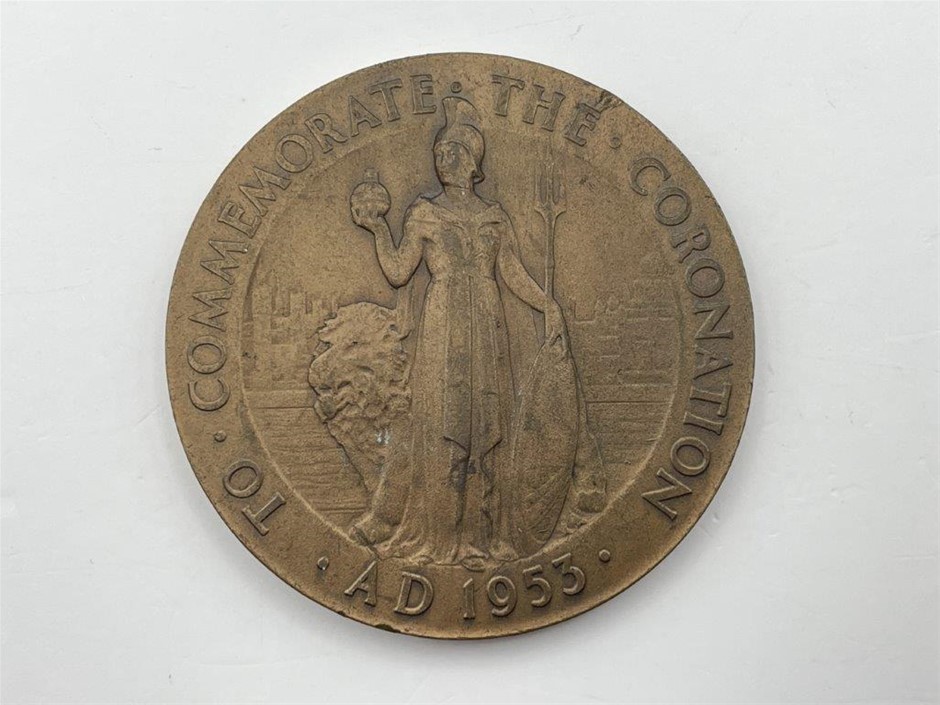 TO · COMMEMORATE · THE · CORONATION
· AD 1953 ·